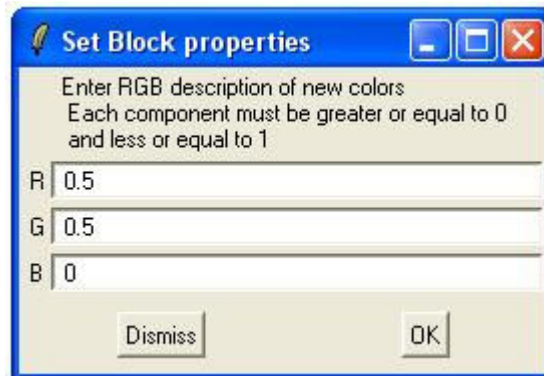 Set Block properties
Enter RGB description of new colors
Each component must be greater or equal to 0
and less or equal to 1
R 0.5
G 0.5
B 0
Dismiss OK